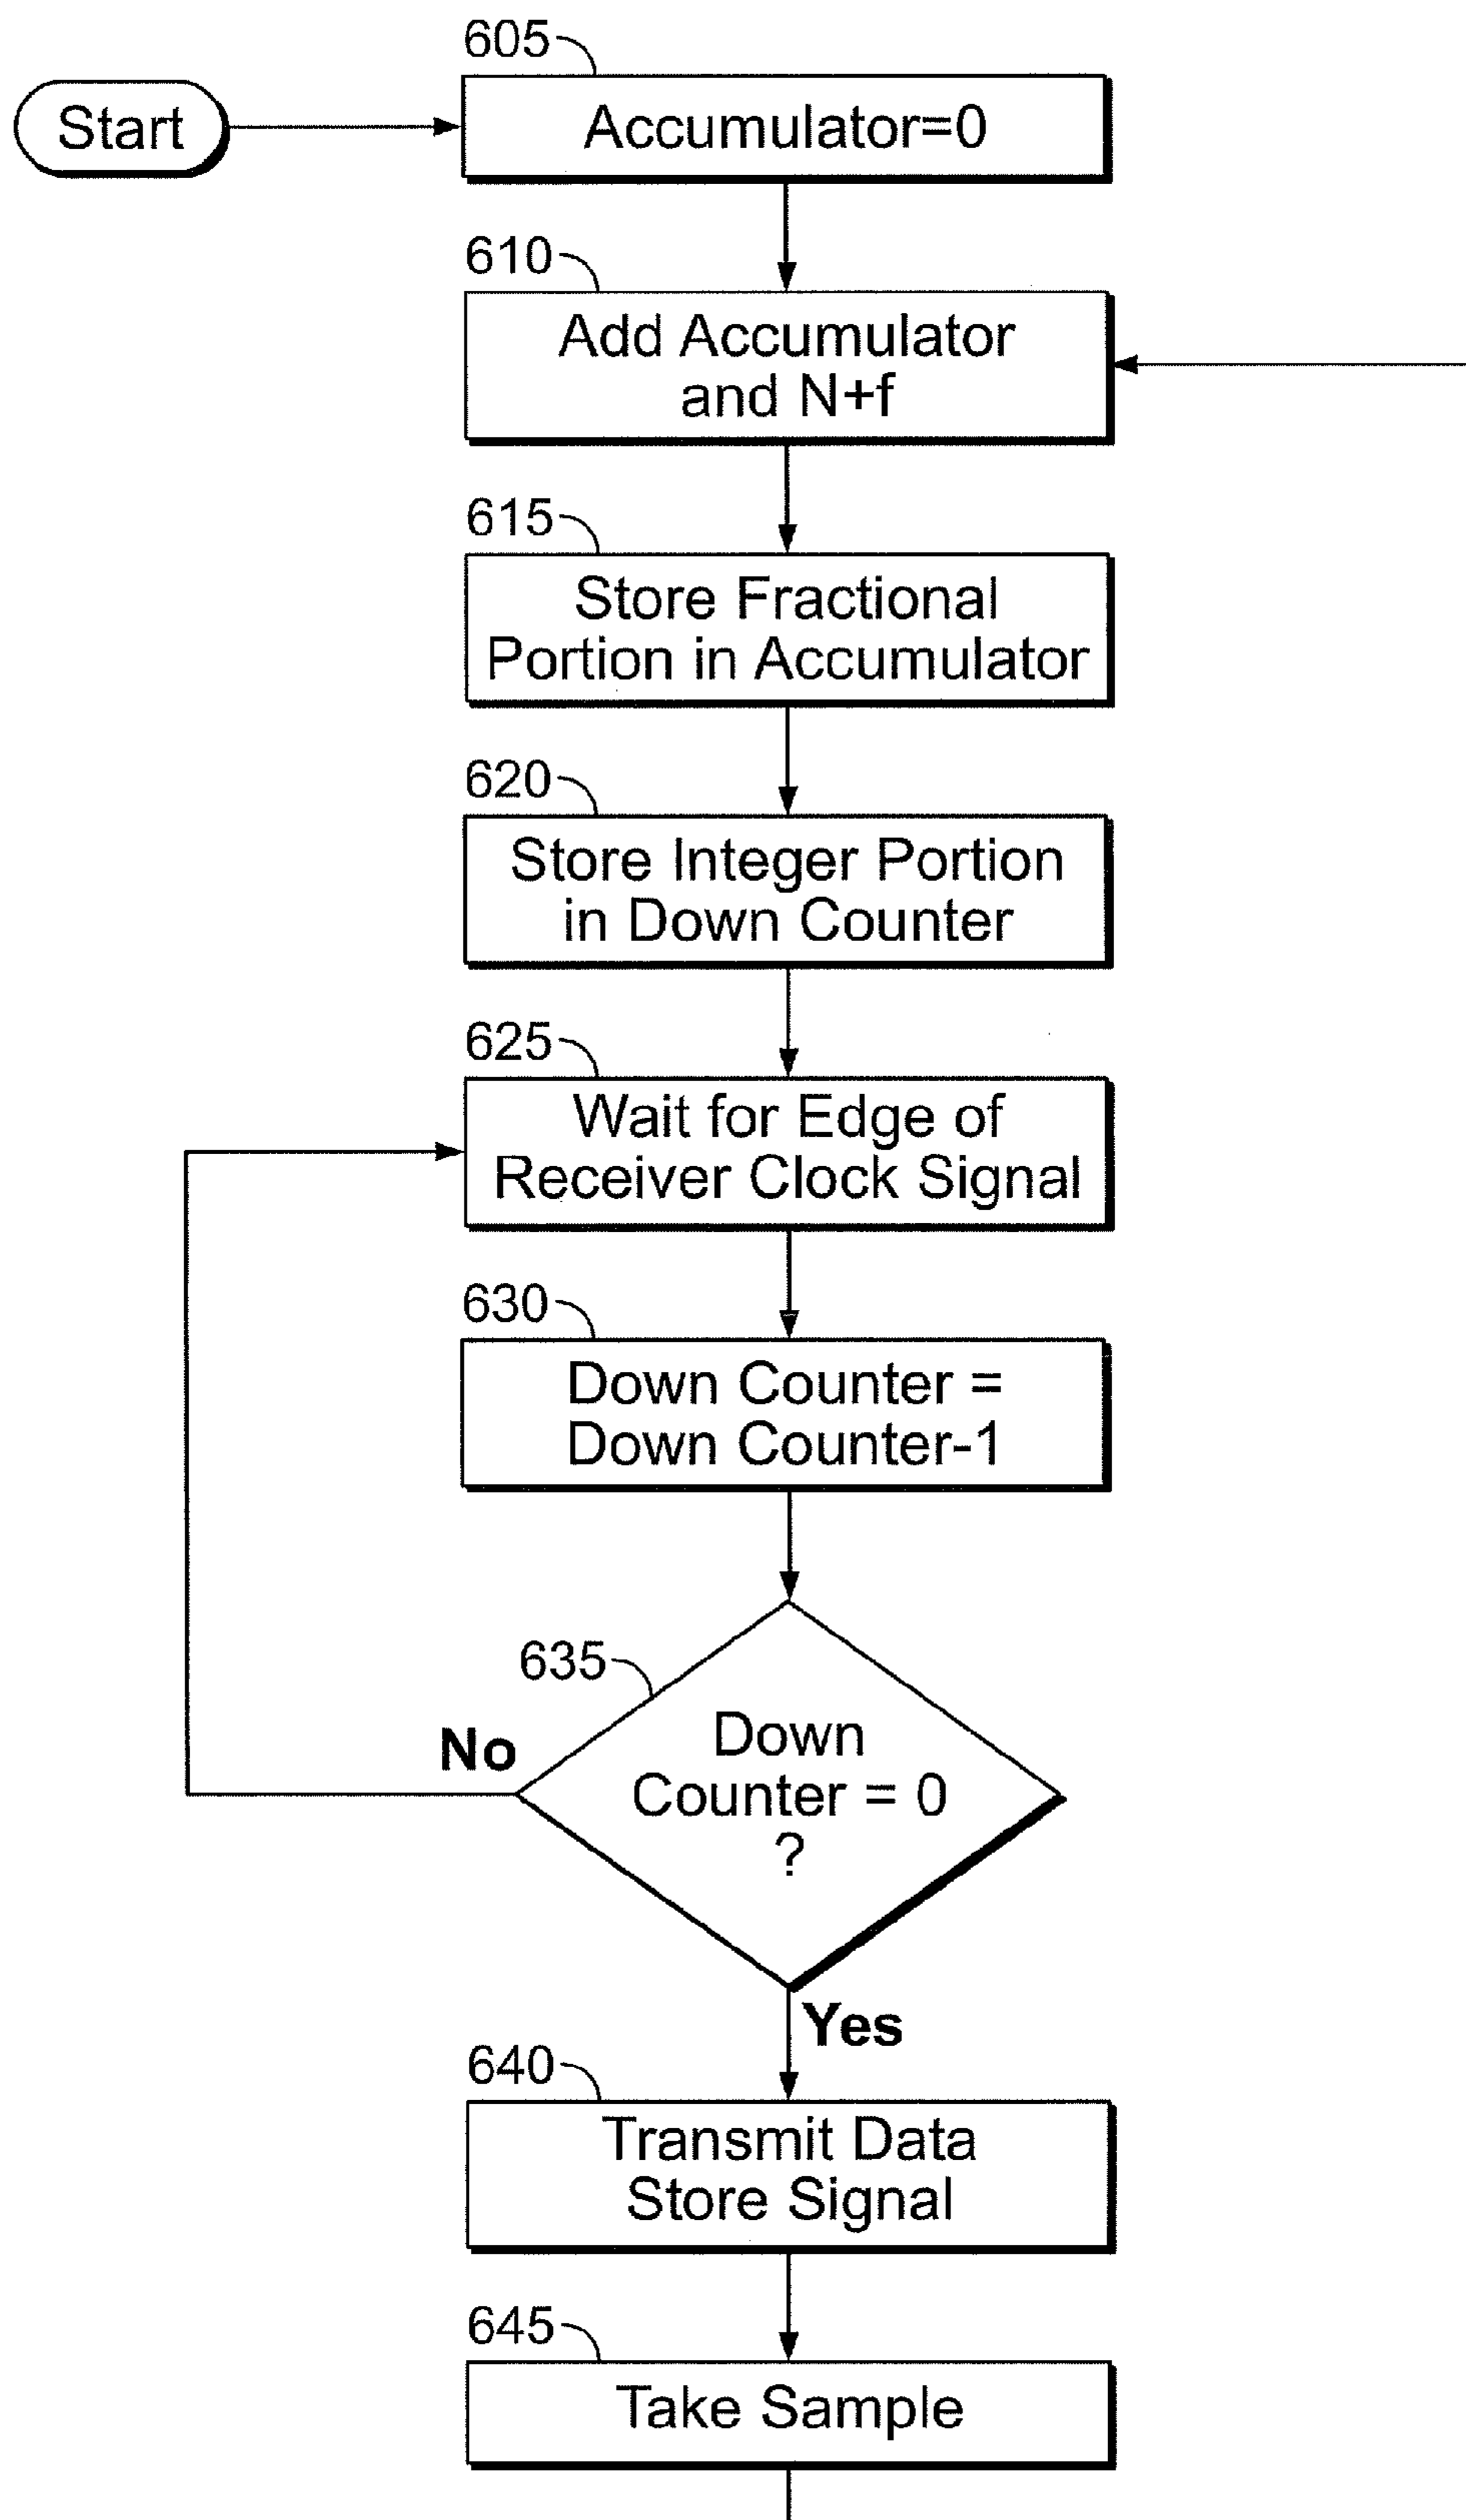 605
Start
Accumulator=0
610
Add Accumulator
and N+f
615
Store Fractional
Portion in Accumulator
620
Store Integer Portion
in Down Counter
625
Wait for Edge of
Receiver Clock Signal
630
Down Counter =
Down Counter-1
635
No
Down
Counter = 0
?
Yes
640
Transmit Data
Store Signal
645
Take Sample